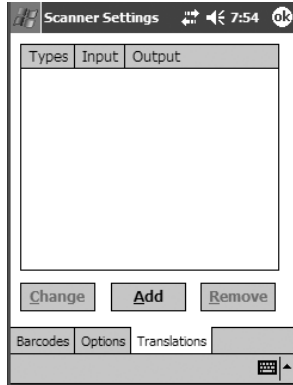 Scanner Settings 7:54 ok
Types Input Output
Change Add Remove
Barcodes Options Translations